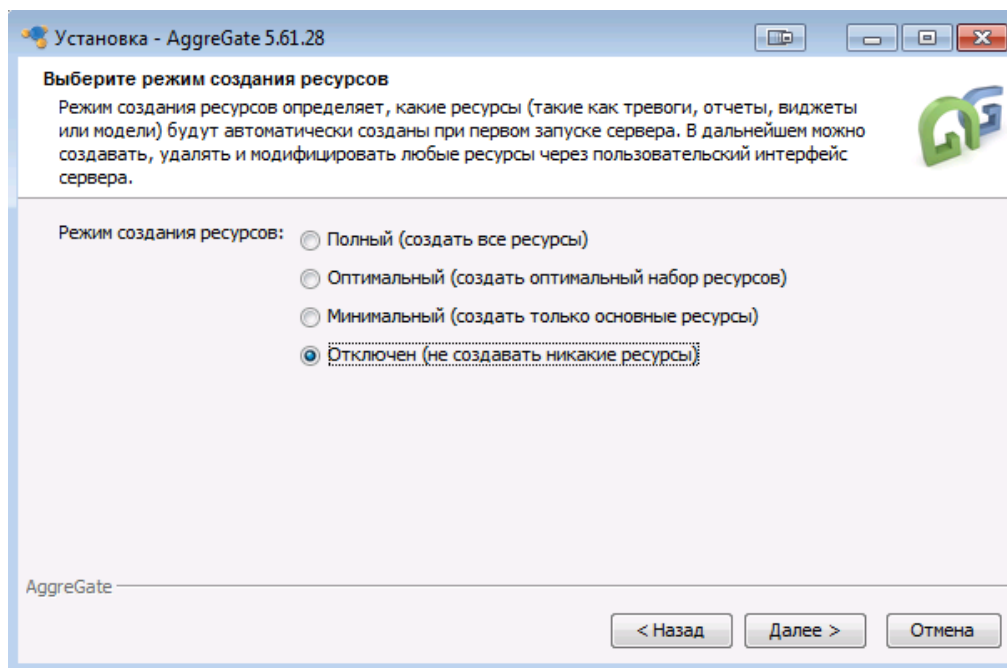 Установка - AggreGate 5.61.28
Выберите режим создания ресурсов
Режим создания ресурсов определяет, какие ресурсы (такие как тревоги, отчеты, виджеты
или модели) будут автоматически созданы при первом запуске сервера. В дальнейшем можно
создавать, удалять и модифицировать любые ресурсы через пользовательский интерфейс
сервера.
Режим создания ресурсов:
Полный (создать все ресурсы)
Оптимальный (создать оптимальный набор ресурсов)
Минимальный (создать только основные ресурсы)
Отключен (не создавать никакие ресурсы)
AggreGate
< Назад
Далее >
Отмена